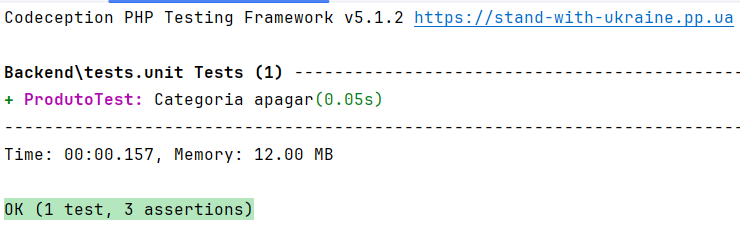 Codeception PHP Testing Framework v5.1.2 https://stand-with-ukraine.pp.ua
Backend\tests.unit Tests (1) --------------------------------------------
+ ProdutoTest: Categoria apagar(0.05s)
-------------------------------------------------------------------------
Time: 00:00.157, Memory: 12.00 MB
OK (1 test, 3 assertions)